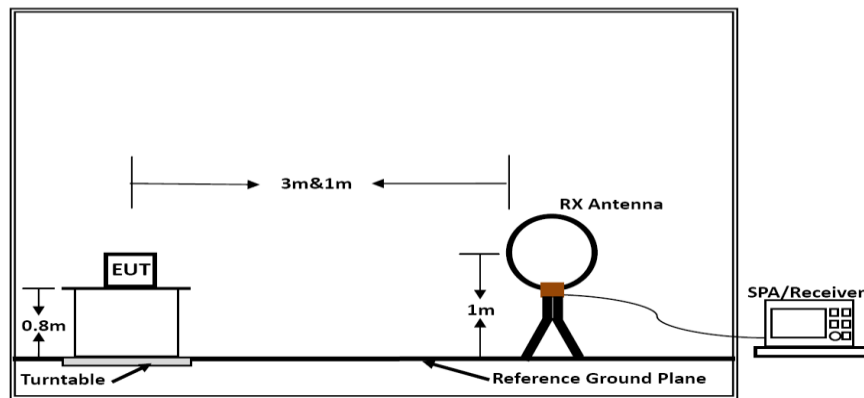 3m&1m
RX Antenna
EUT
SPA/Receiver
0.8m
1m
Turntable
Reference Ground Plane